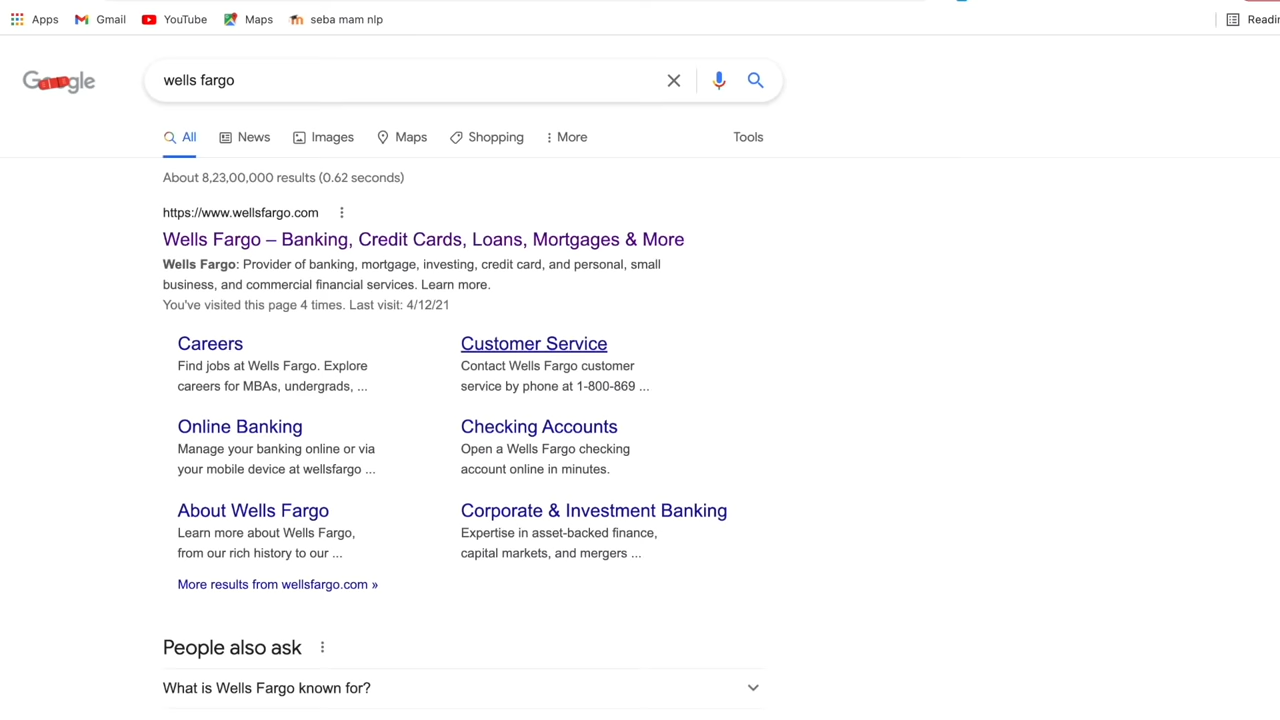 Apps Gmail YouTube Maps seba mam nlp
Google wells fargo
All News Images Maps Shopping More Tools
About 8,23,00,000 results (0.62 seconds)
https://www.wellsfargo.com
Wells Fargo – Banking, Credit Cards, Loans, Mortgages & More
Wells Fargo: Provider of banking, mortgage, investing, credit card, and personal, small
business, and commercial financial services. Learn more.
You've visited this page 4 times. Last visit: 4/12/21
Careers
Find jobs at Wells Fargo. Explore
careers for MBAs, undergrads, ...
Customer Service
Contact Wells Fargo customer
service by phone at 1-800-869 ...
Online Banking
Manage your banking online or via
your mobile device at wellsfargo ...
Checking Accounts
Open a Wells Fargo checking
account online in minutes.
About Wells Fargo
Learn more about Wells Fargo,
from our rich history to our ...
Corporate & Investment Banking
Expertise in asset-backed finance,
capital markets, and mergers ...
More results from wellsfargo.com »
People also ask
What is Wells Fargo known for?